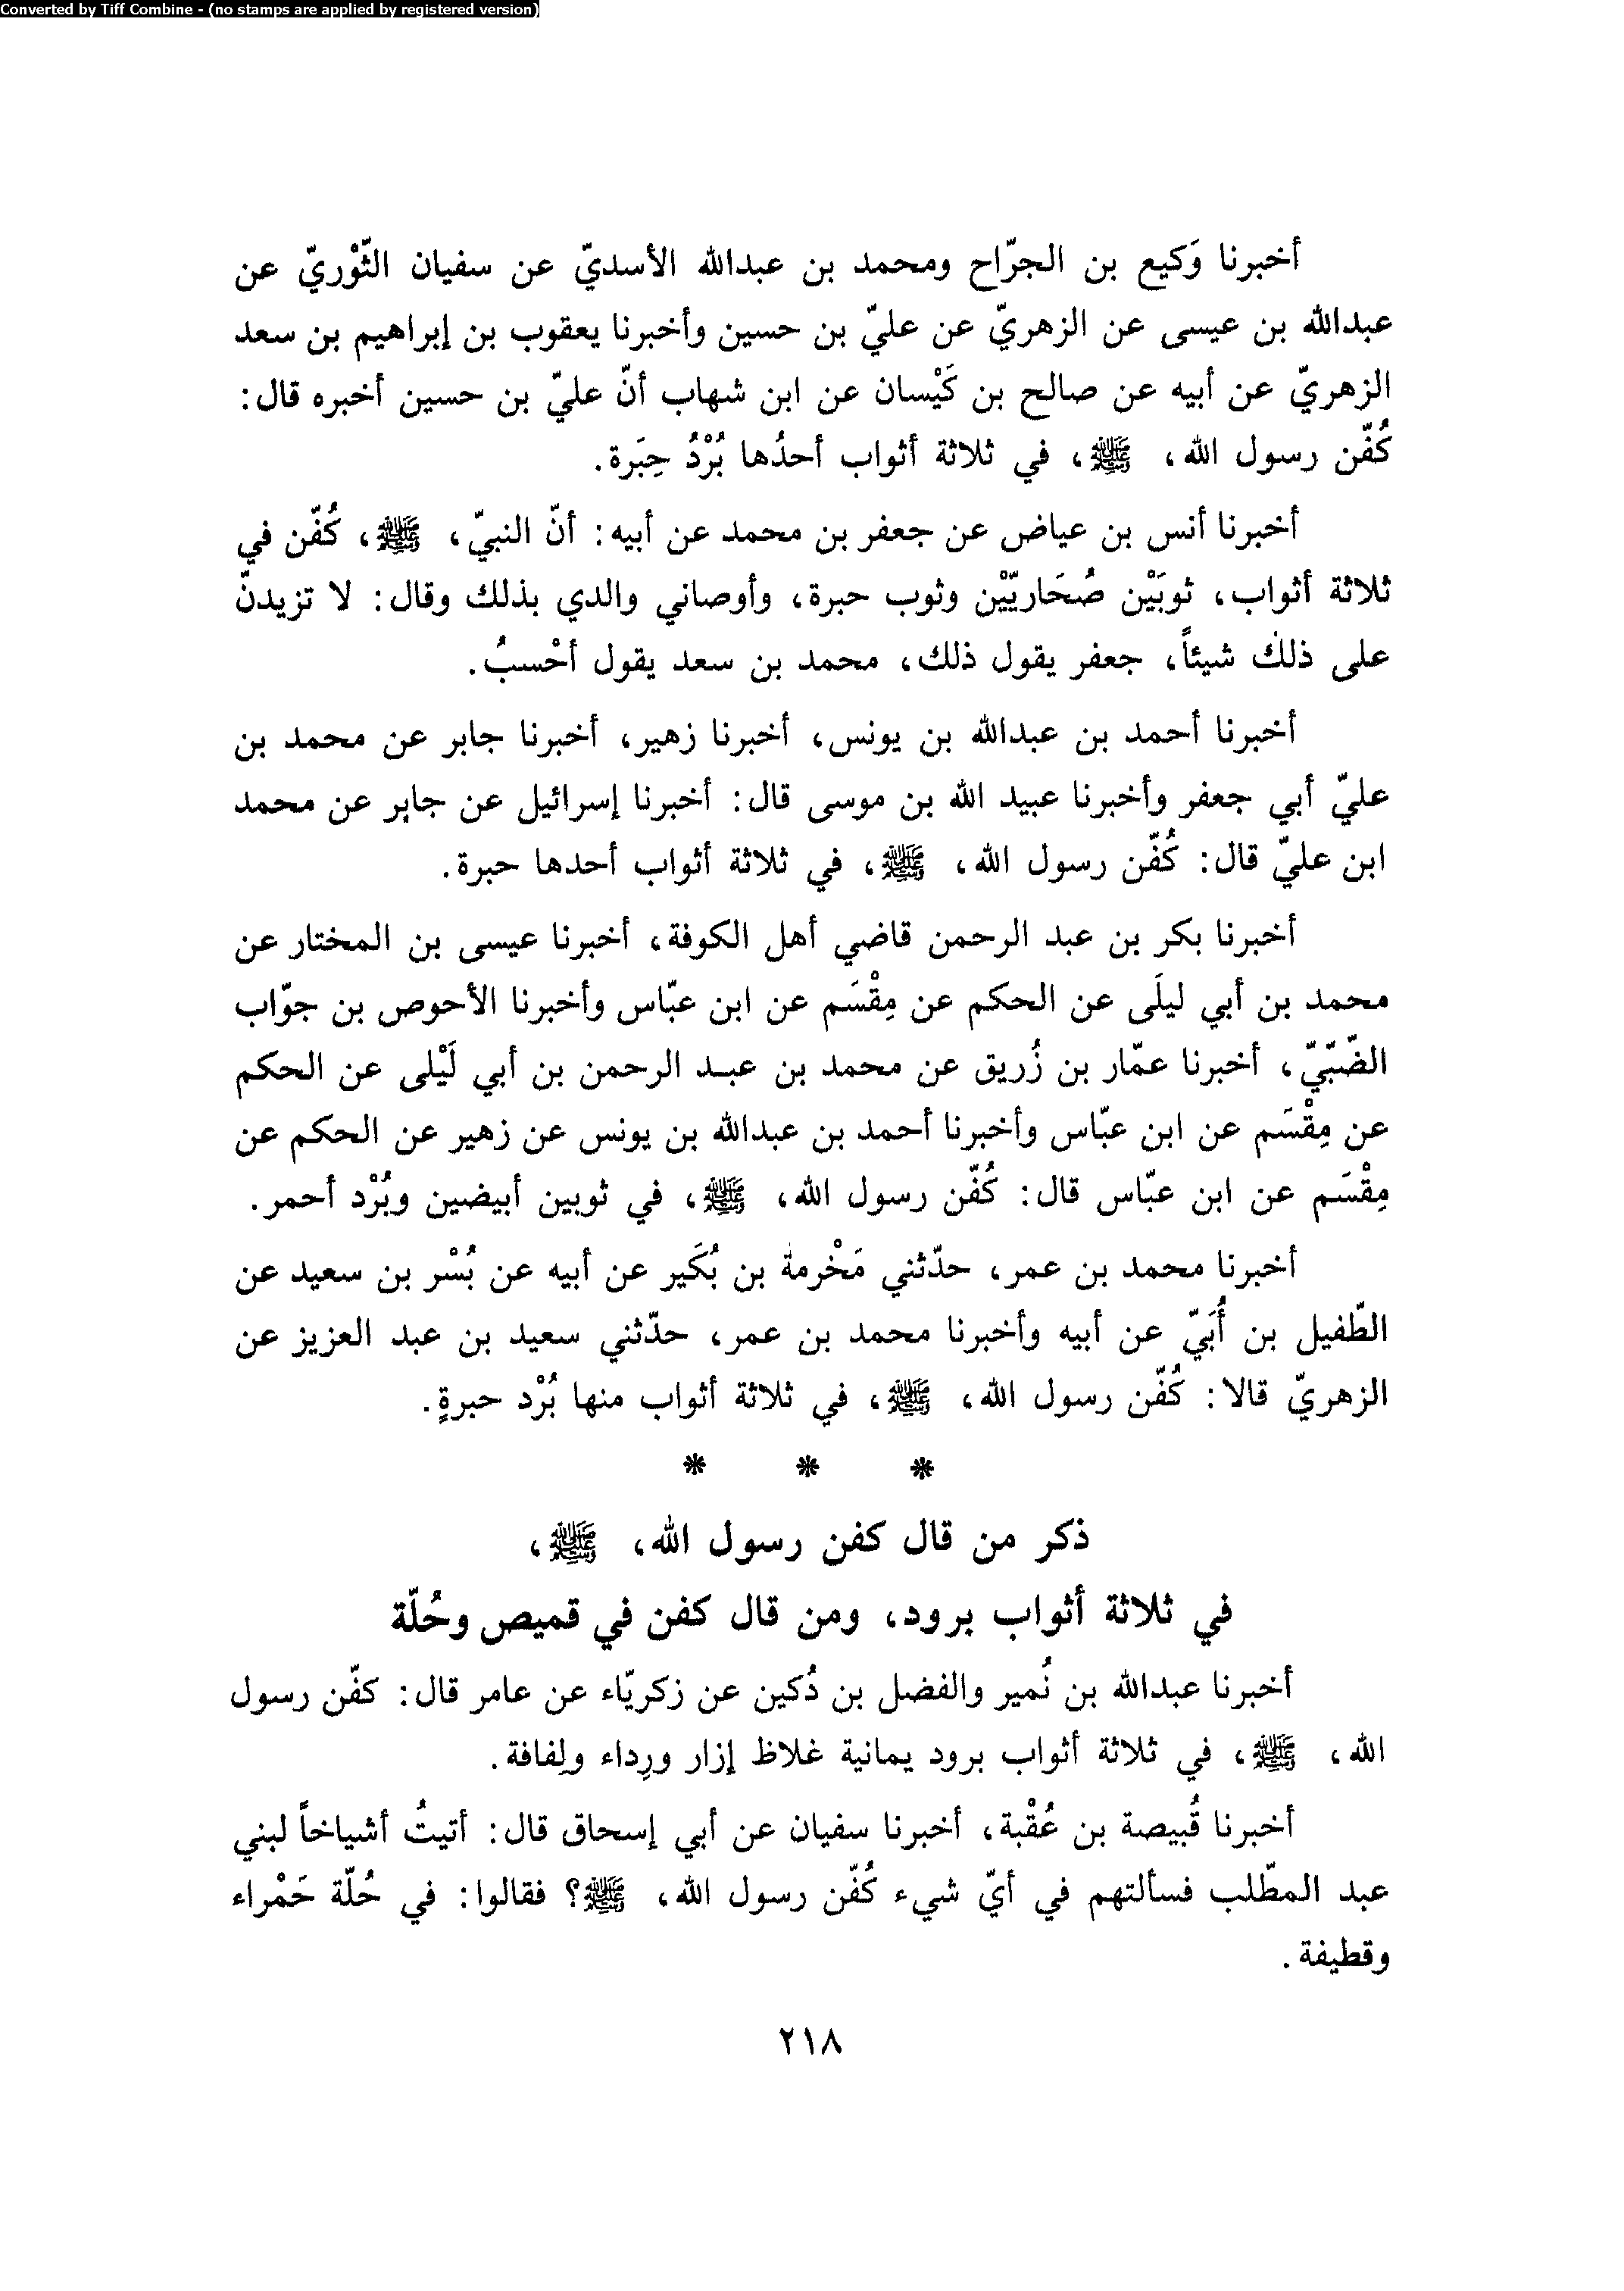 Converted by Tiff Combine - (no stamps are applied by registered version)
أخبرنا وَكيع بن الجرّاح ومحمد بن عبدالله الأسديّ عن سفيان الثّوْريّ عن
عبدالله بن عيسى عن الزهريّ عن عليّ بن حسين وأخبرنا يعقوب بن إبراهيم بن سعد
الزهريّ عن أبيه عن صالح بن كَيْسان عن ابن شهاب أنّ عليّ بن حسين أخبره قال:
كُفّن رسول الله، ﷺ، في ثلاثة أثواب أحدُها بُرْدُ حِبَرة.
أخبرنا أنس بن عياض عن جعفر بن محمد عن أبيه: أنّ النبيّ، ﷺ، كُفّن في
ثلاثة أثواب، ثوبَيْن صُحَاريّيْن وثوب حبرة، وأوصاني والدي بذلك وقال: لا تزيدنّ
على ذلك شيئاً، جعفر يقول ذلك، محمد بن سعد يقول أحْسبُ.
أخبرنا أحمد بن عبدالله بن يونس، أخبرنا زهير، أخبرنا جابر عن محمد بن
عليّ أبي جعفر وأخبرنا عبيد الله بن موسى قال: أخبرنا إسرائيل عن جابر عن محمد
ابن عليّ قال: كُفّن رسول الله، ﷺ، في ثلاثة أثواب أحدها حبرة.
أخبرنا بكر بن عبد الرحمن قاضي أهل الكوفة، أخبرنا عيسى بن المختار عن
محمد بن أبي ليلَى عن الحكم عن مِقْسَم عن ابن عبّاس وأخبرنا الأحوص بن جوّاب
الضّبّيّ، أخبرنا عمّار بن زُريق عن محمد بن عبد الرحمن بن أبي لَيْلى عن الحكم
عن مِقْسَم عن ابن عبّاس وأخبرنا أحمد بن عبدالله بن يونس عن زهير عن الحكم عن
مِقْسَم عن ابن عبّاس قال: كُفّن رسول الله، ﷺ، في ثوبين أبيضين وبُرْد أحمر.
أخبرنا محمد بن عمر، حدّثني مَخْرمة بن بُكَير عن أبيه عن بُسْر بن سعيد عن
الطّفيل بن أُبَيّ عن أبيه وأخبرنا محمد بن عمر، حدّثني سعيد بن عبد العزيز عن
الزهريّ قالا: كُفّن رسول الله، ﷺ، في ثلاثة أثواب منها بُرْد حبرةٍ.
* * *
ذكر من قال كفن رسول الله، ﷺ،
في ثلاثة أثواب برود، ومن قال كفن في قميص وحُلّة
أخبرنا عبدالله بن نُمير والفضل بن دُكين عن زكريّاء عن عامر قال: كفّن رسول
الله، ﷺ، في ثلاثة أثواب برود يمانية غلاظ إزار ورِداء ولِفافة.
أخبرنا قُبيصة بن عُقْبة، أخبرنا سفيان عن أبي إسحاق قال: أتيتُ أشياخاً لبني
عبد المطّلب فسألتهم في أيّ شيء كُفّن رسول الله، ﷺ؟ فقالوا: في حُلّة حَمْراء
وقطيفة.
٢١٨